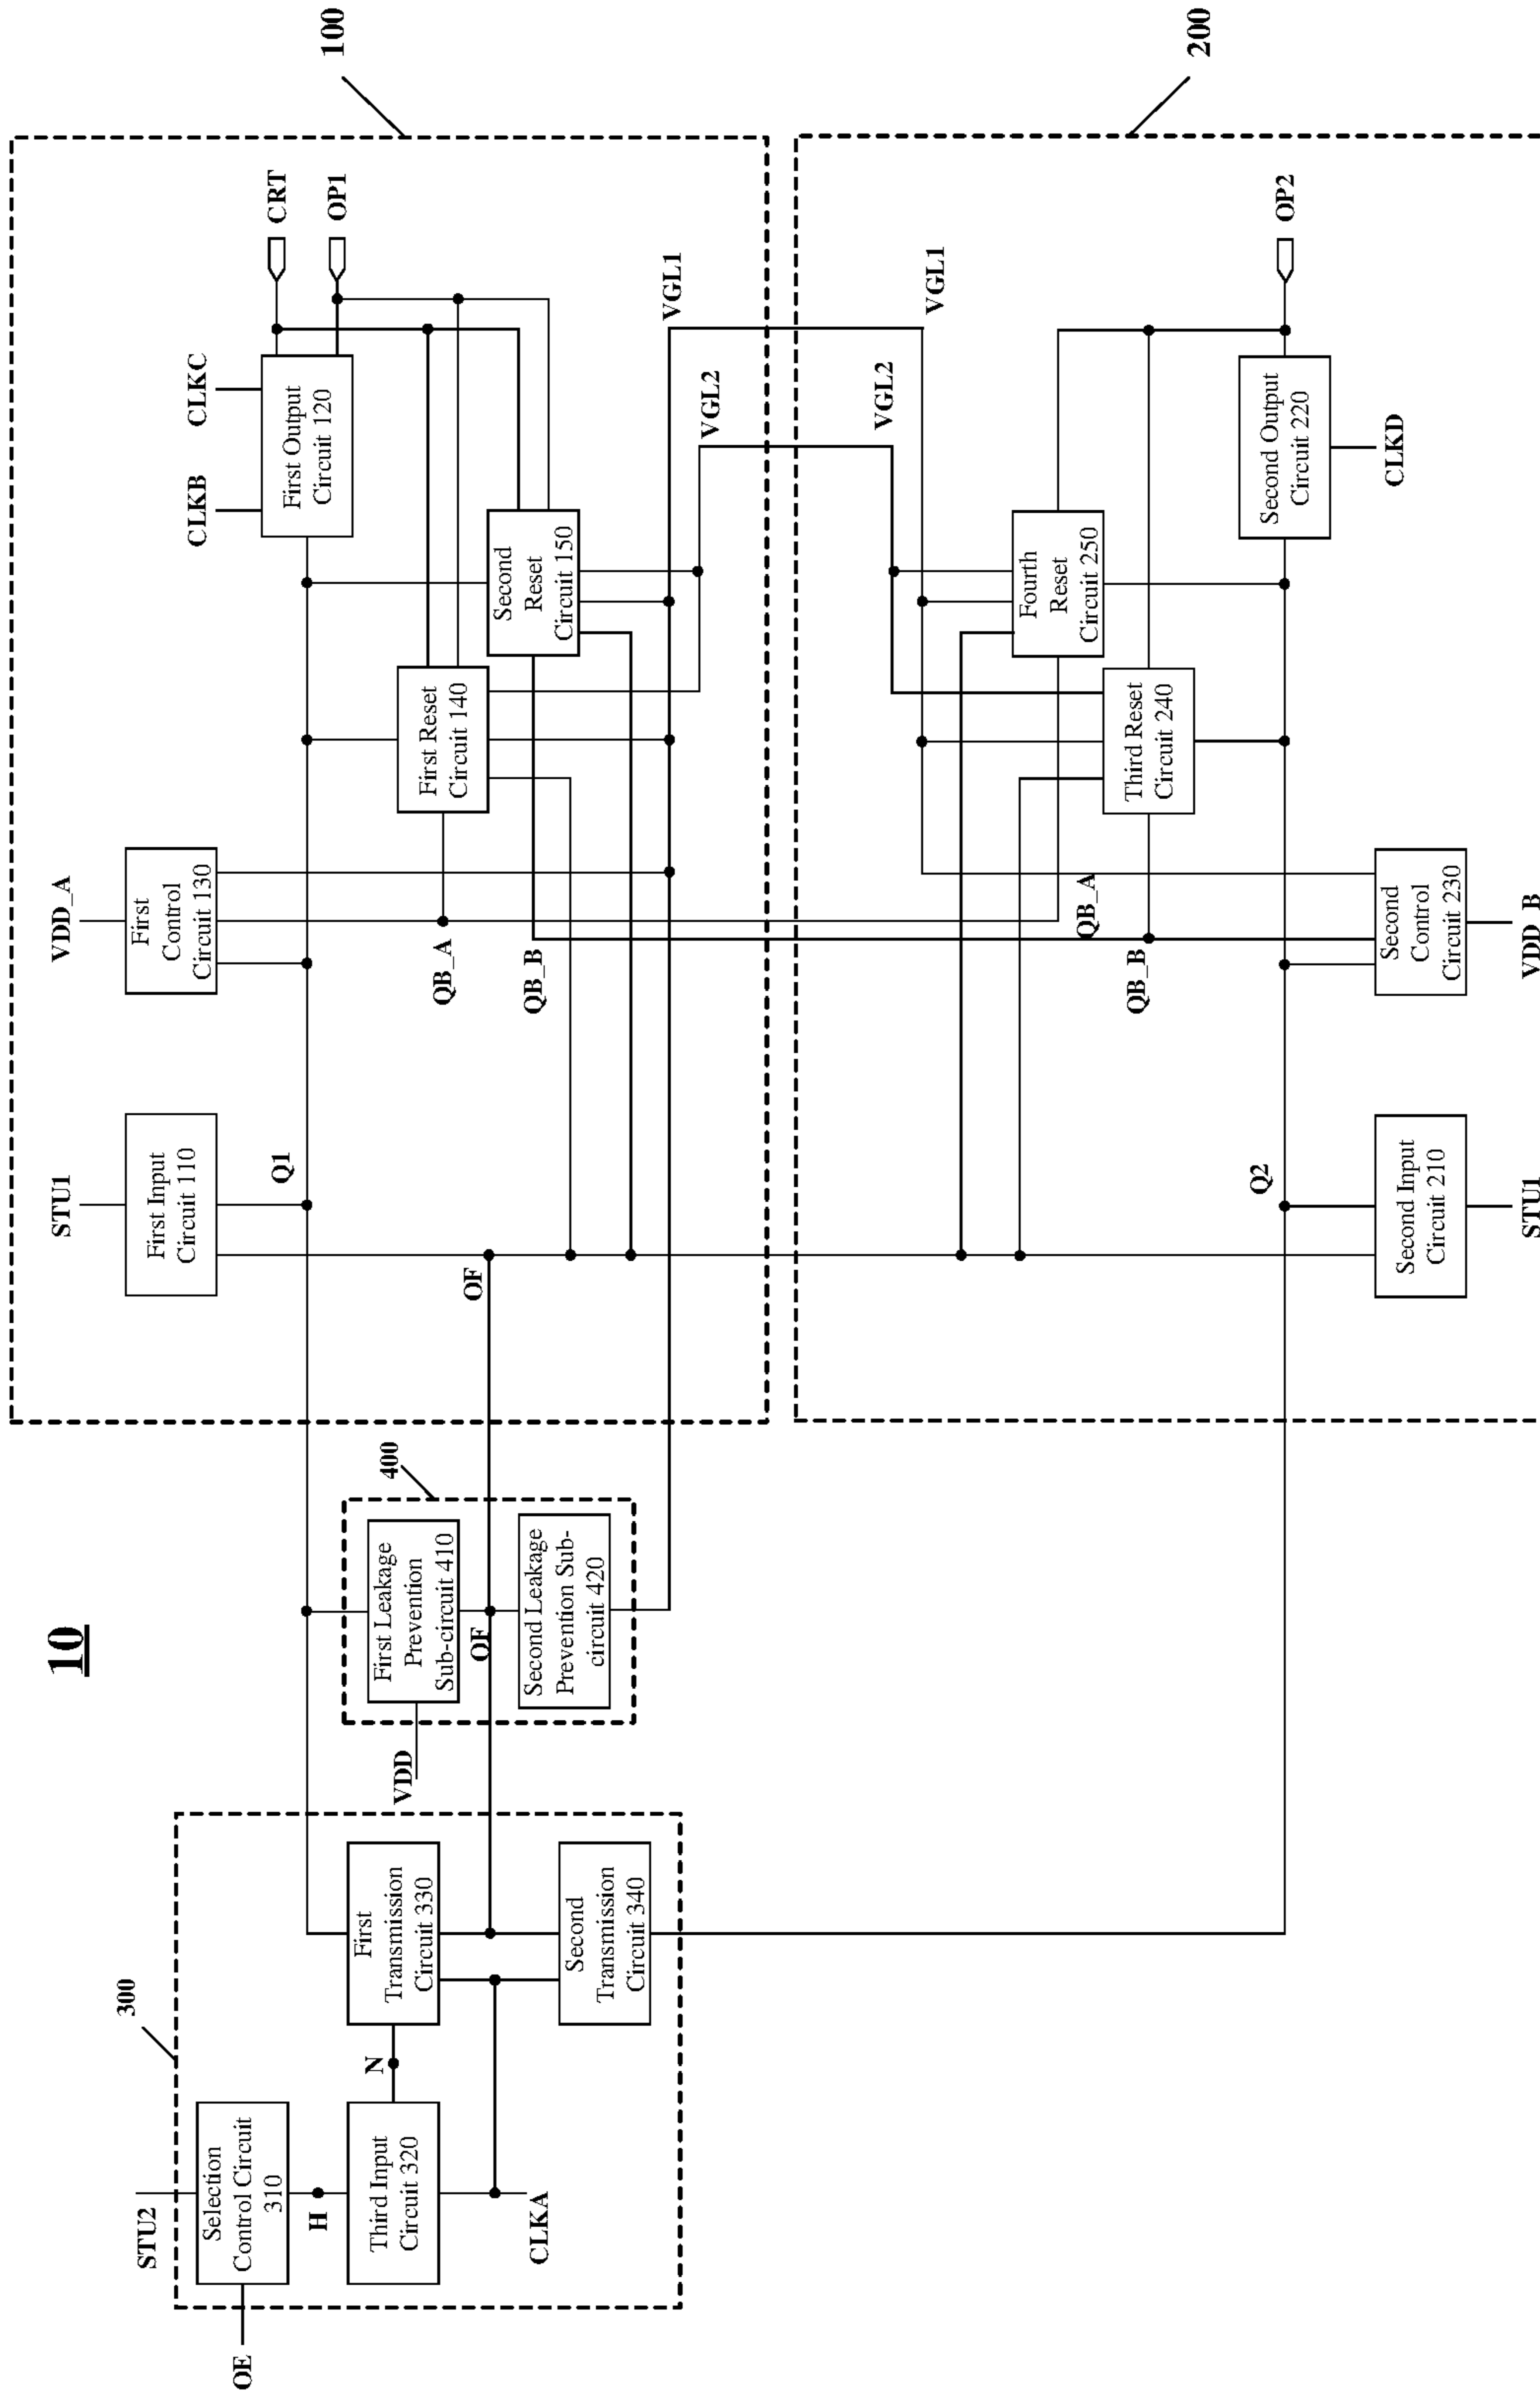 10
100
200
300
400
STU2
OE
Selection
Control Circuit
310
H
Third Input
Circuit 320
CLKA
N
First
Transmission
Circuit 330
Second
Transmission
Circuit 340
VDD
First Leakage
Prevention
Sub-circuit 410
OF
Second Leakage
Prevention Sub-
circuit 420
OF
STU1
First Input
Circuit 110
Q1
VDD_A
First
Control
Circuit 130
QB_A
QB_B
First Reset
Circuit 140
Second
Reset
Circuit 150
CLKB
CLKC
First Output
Circuit 120
CRT
OP1
VGL1
VGL2
VGL1
VGL2
Fourth
Reset
Circuit 250
Third Reset
Circuit 240
QB_A
QB_B
Second Output
Circuit 220
OP2
CLKD
Q2
Second Input
Circuit 210
STU1
Second
Control
Circuit 230
VDD_B